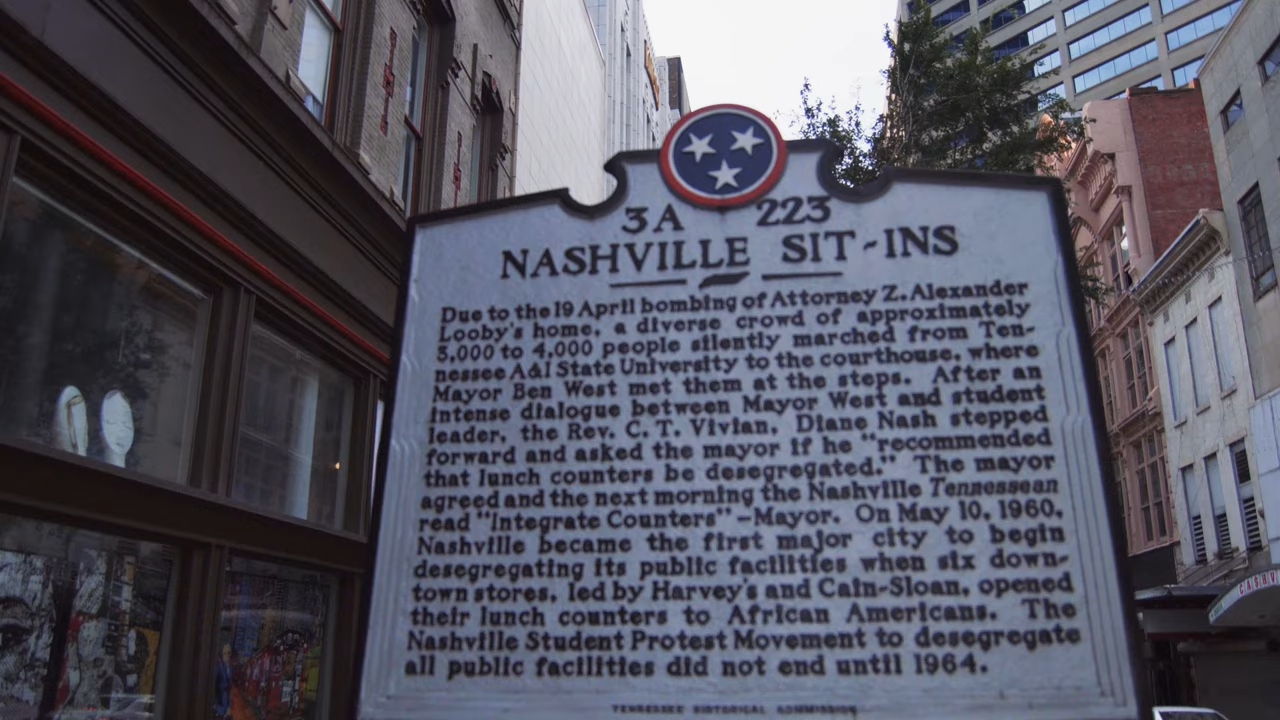 3A 223
NASHVILLE SIT-INS
Due to the 19 April bombing of Attorney Z. Alexander
Looby's home, a diverse crowd of approximately
3,000 to 4,000 people silently marched from Ten-
nessee A&I State University to the courthouse, where
Mayor Ben West met them at the steps. After an
intense dialogue between Mayor West and student
leader, the Rev. C. T. Vivian, Diane Nash stepped
forward and asked the mayor if he "recommended
that lunch counters be desegregated." The mayor
agreed and the next morning the Nashville Tennessean
read "Integrate Counters" -Mayor. On May 10, 1960,
Nashville became the first major city to begin
desegregating its public facilities when six down-
town stores, led by Harvey's and Cain-Sloan, opened
their lunch counters to African Americans. The
Nashville Student Protest Movement to desegregate
all public facilities did not end until 1964.
TENNESSEE HISTORICAL COMMISSION